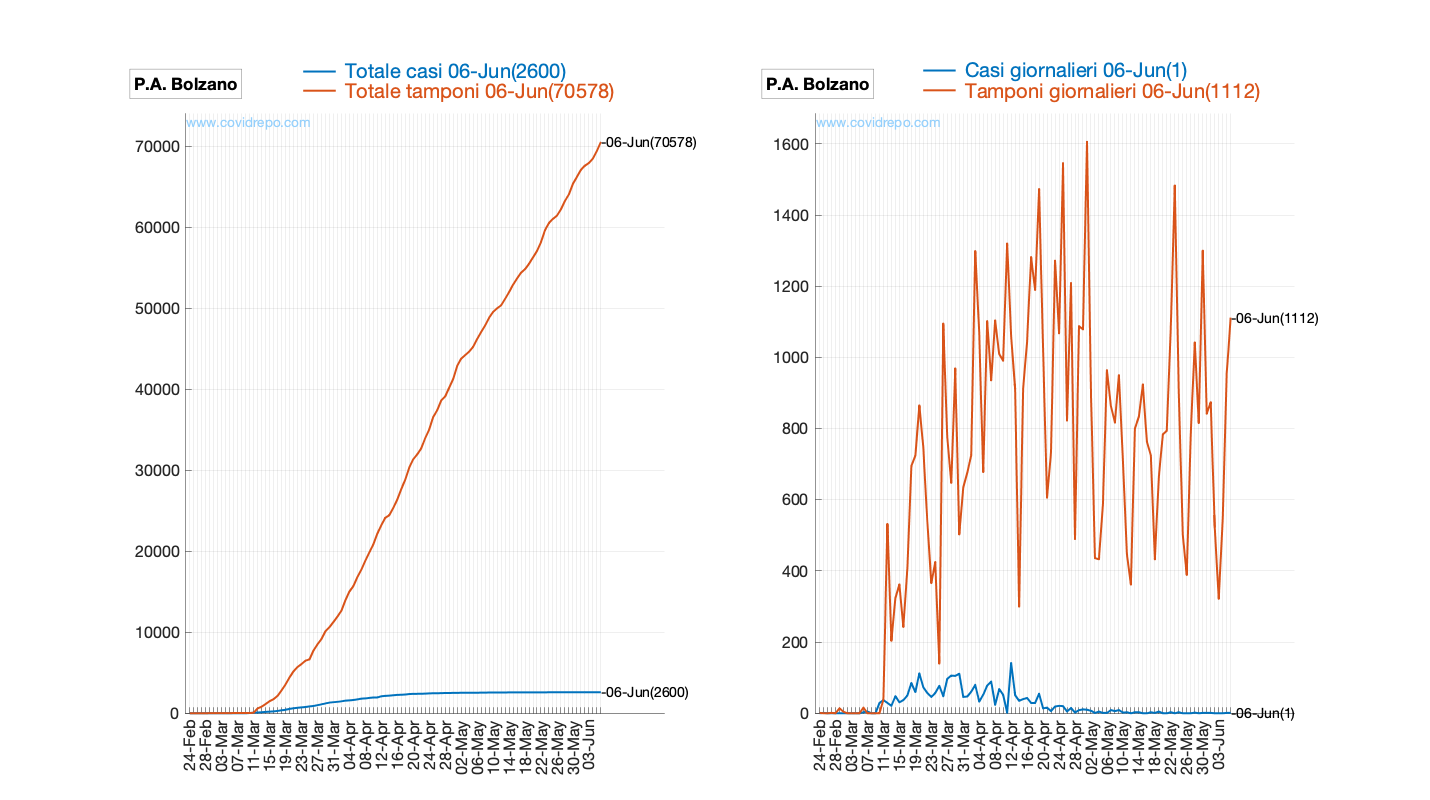 P.A. Bolzano
Totale casi 06-Jun(2600)
Totale tamponi 06-Jun(70578)
www.covidrepo.com
70000
60000
50000
40000
30000
20000
10000
0
-06-Jun(70578)
-06-Jun(2600)
24-Feb
28-Feb
03-Mar
07-Mar
11-Mar
15-Mar
19-Mar
23-Mar
27-Mar
31-Mar
04-Apr
08-Apr
12-Apr
16-Apr
20-Apr
24-Apr
28-Apr
02-May
06-May
10-May
14-May
18-May
22-May
26-May
30-May
03-Jun
P.A. Bolzano
Casi giornalieri 06-Jun(1)
Tamponi giornalieri 06-Jun(1112)
www.covidrepo.com
1600
1400
1200
1000
800
600
400
200
0
-06-Jun(1112)
-06-Jun(1)
24-Feb
28-Feb
03-Mar
07-Mar
11-Mar
15-Mar
19-Mar
23-Mar
27-Mar
31-Mar
04-Apr
08-Apr
12-Apr
16-Apr
20-Apr
24-Apr
28-Apr
02-May
06-May
10-May
14-May
18-May
22-May
26-May
30-May
03-Jun